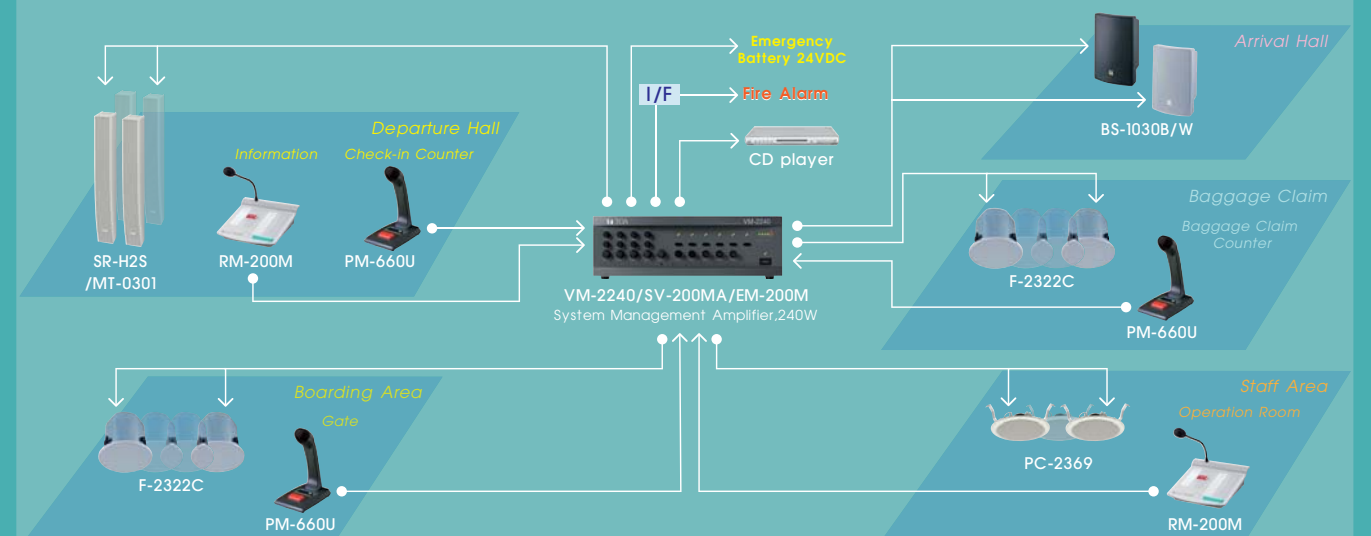 Emergency
Battery 24VDC
I/F
Fire Alarm
CD player
Arrival Hall
BS-1030B/W
Departure Hall
Information
Check-in Counter
SR-H2S
/MT-0301
RM-200M
PM-660U
TOA
VM-2240
VM-2240/SV-200MA/EM-200M
System Management Amplifier,240W
Baggage Claim
Baggage Claim
Counter
F-2322C
PM-660U
Boarding Area
Gate
F-2322C
PM-660U
Staff Area
Operation Room
PC-2369
RM-200M